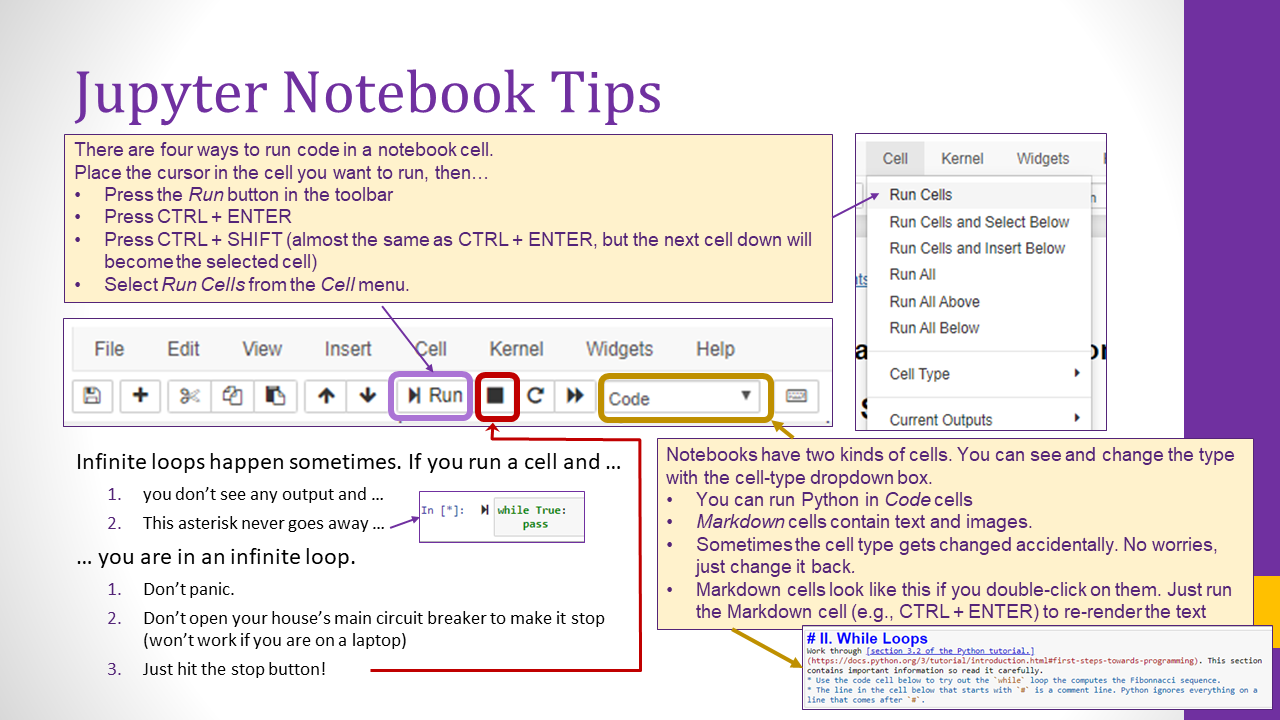 Jupyter Notebook Tips
There are four ways to run code in a notebook cell.
Place the cursor in the cell you want to run, then…
• Press the Run button in the toolbar
• Press CTRL + ENTER
• Press CTRL + SHIFT (almost the same as CTRL + ENTER, but the next cell down will
become the selected cell)
• Select Run Cells from the Cell menu.
Cell Kernel Widgets
Run Cells
Run Cells and Select Below
Run Cells and Insert Below
Run All
Run All Above
Run All Below
Cell Type
Current Outputs
File Edit View Insert Cell Kernel Widgets Help
Run Code
Infinite loops happen sometimes. If you run a cell and …
1. you don’t see any output and …
2. This asterisk never goes away …
In [*]: while True:
pass
… you are in an infinite loop.
1. Don’t panic.
2. Don’t open your house’s main circuit breaker to make it stop
(won’t work if you are on a laptop)
3. Just hit the stop button!
Notebooks have two kinds of cells. You can see and change the type
with the cell-type dropdown box.
• You can run Python in Code cells
• Markdown cells contain text and images.
• Sometimes the cell type gets changed accidentally. No worries,
just change it back.
• Markdown cells look like this if you double-click on them. Just run
the Markdown cell (e.g., CTRL + ENTER) to re-render the text
# II. While Loops
Work through [section 3.2 of the Python tutorial.]
(https://docs.python.org/3/tutorial/introduction.html#first-steps-towards-programming). This section
contains important information so read it carefully.
* Use the code cell below to try out the `while` loop the computes the Fibonacci sequence.
* The line in the cell below that starts with `#` is a comment line. Python ignores everything on a
line that comes after `#`.